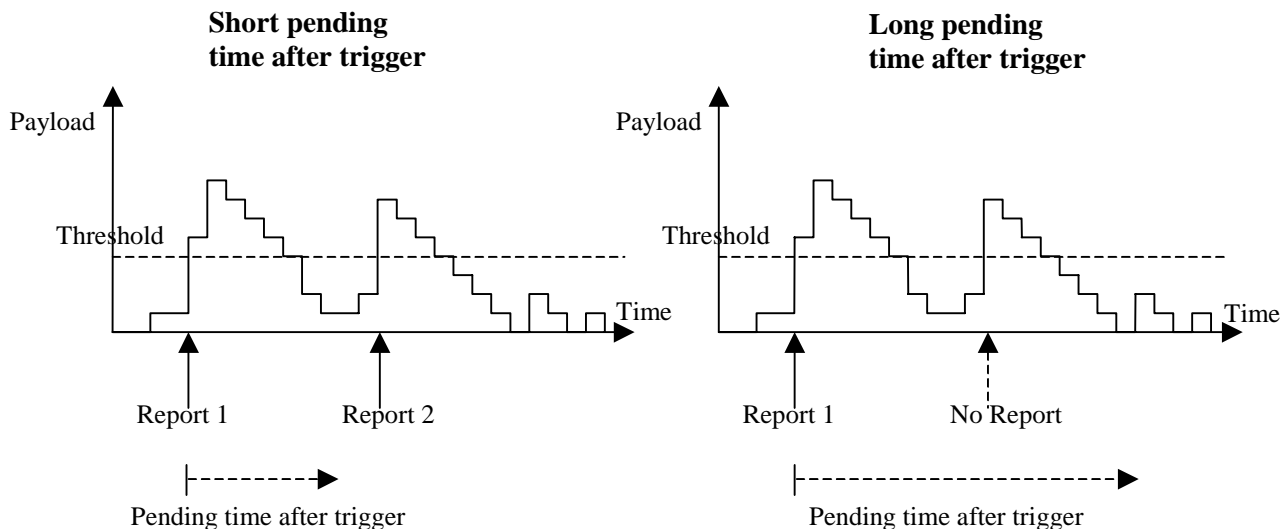 Short pending
time after trigger
Payload
Threshold
Time
Report 1
Report 2
Pending time after trigger
Long pending
time after trigger
Payload
Threshold
Time
Report 1
No Report
Pending time after trigger